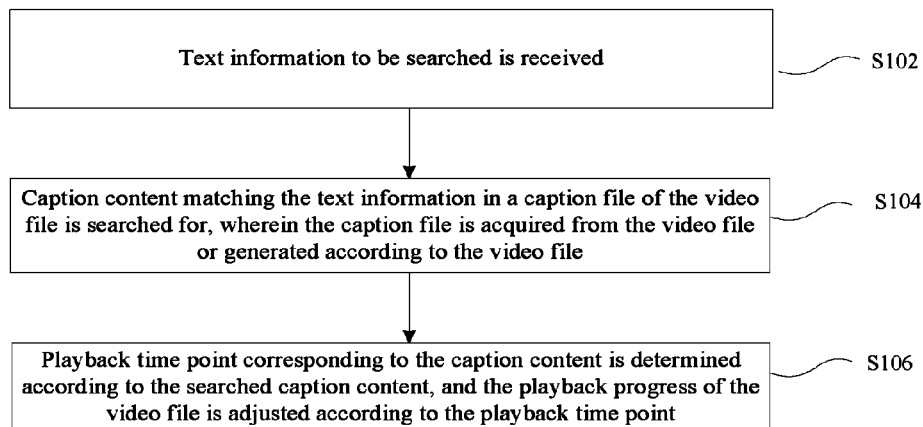 Text information to be searched is received
S102
Caption content matching the text information in a caption file of the video
file is searched for, wherein the caption file is acquired from the video file
or generated according to the video file
S104
Playback time point corresponding to the caption content is determined
according to the searched caption content, and the playback progress of the
video file is adjusted according to the playback time point
S106